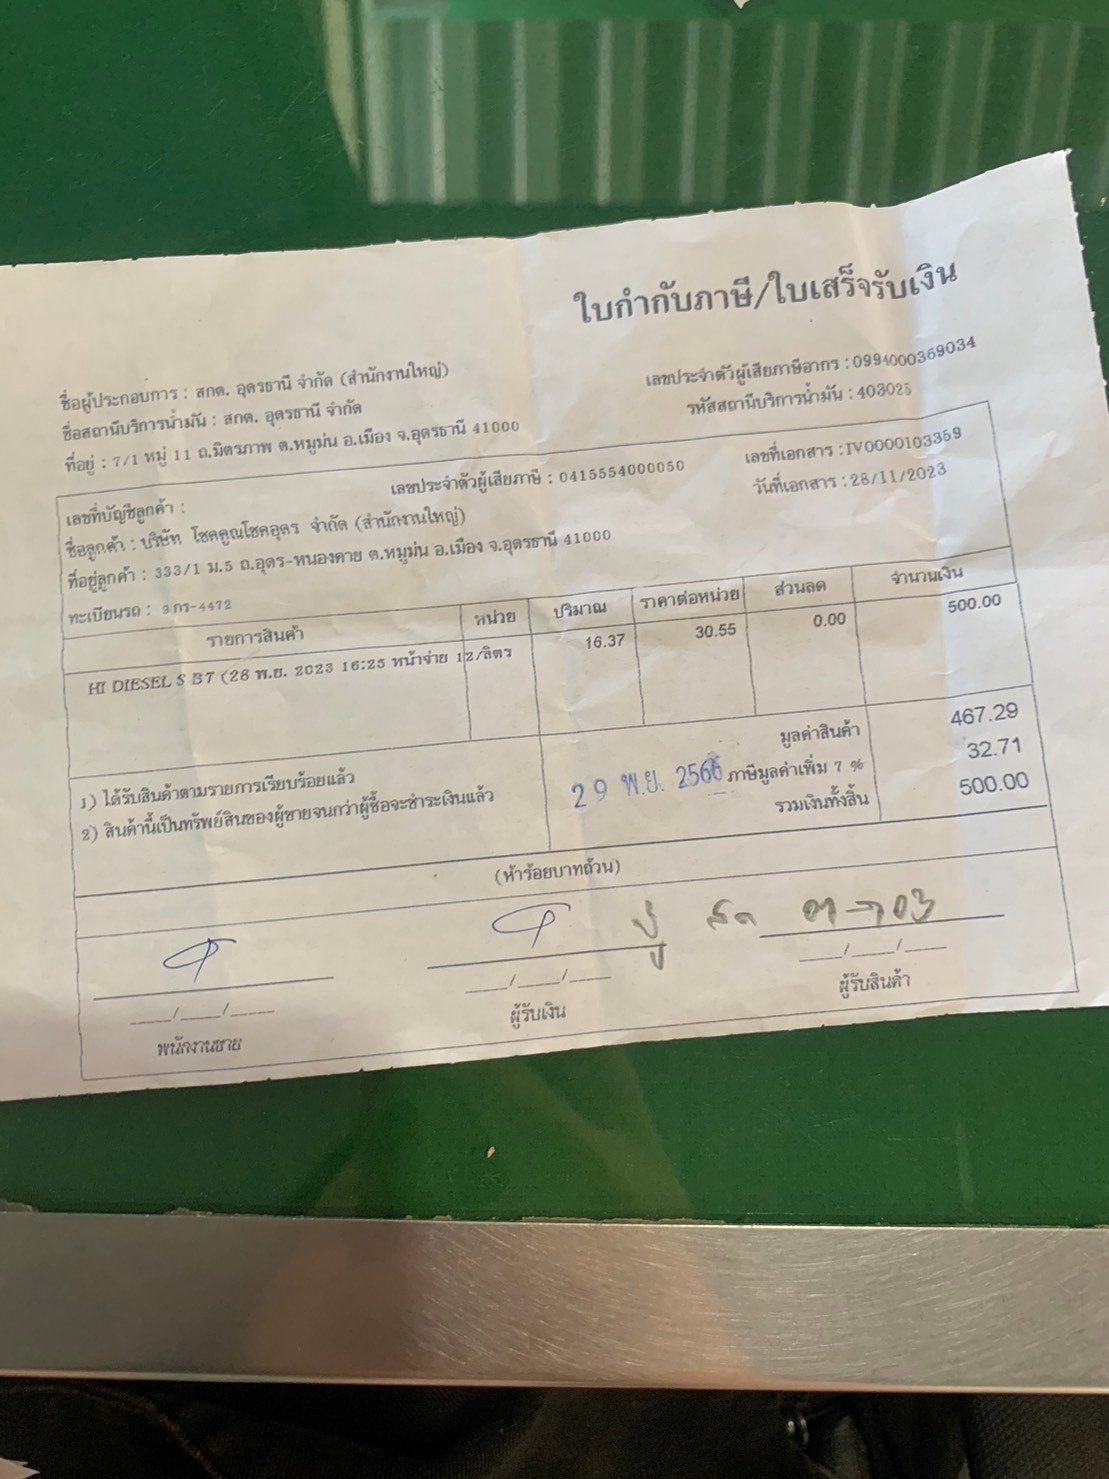 ใบกำกับภาษี/ใบเสร็จรับเงิน
ชื่อผู้ประกอบการ : สกต. อุดรธานี จำกัด (สำนักงานใหญ่)
เลขประจำตัวผู้เสียภาษีอากร : 0994000369034
ชื่อสถานีบริการน้ำมัน : สกต. อุดรธานี จำกัด
รหัสสถานีบริการน้ำมัน : 403025
ที่อยู่ : 7/1 หมู่ 11 ถ.มิตรภาพ ต.หมูม่น อ.เมือง จ.อุดรธานี 41000
เลขที่บัญชีลูกค้า :
เลขประจำตัวผู้เสียภาษี : 0415554000050
เลขที่เอกสาร : IV0000103359
ชื่อลูกค้า : บริษัท โชคคูณโชคอุดร จำกัด (สำนักงานใหญ่)
วันที่เอกสาร : 28/11/2023
ที่อยู่ลูกค้า : 333/1 ม.5 ถ.อุดร-หนองคาย ต.หมูม่น อ.เมือง จ.อุดรธานี 41000
ทะเบียนรถ : 3 กร-4472
รายการสินค้า หน่วย ปริมาณ ราคาต่อหน่วย ส่วนลด จำนวนเงิน
HI DIESEL S B7 (28 พ.ย. 2023 16:25 หน้าจ่าย 12/ลิตร 16.37 30.55 0.00 500.00
มูลค่าสินค้า 467.29
1) ได้รับสินค้าตามรายการเรียบร้อยแล้ว
29 พ.ย. 2566 ภาษีมูลค่าเพิ่ม 7 % 32.71
2) สินค้านี้เป็นทรัพย์สินของผู้ขายจนกว่าผู้ซื้อจะชำระเงินแล้ว
รวมเงินทั้งสิ้น 500.00
(ห้าร้อยบาทถ้วน)
___/___/___ ___/___/___ ___/___/___
พนักงานขาย ผู้รับเงิน ผู้รับสินค้า